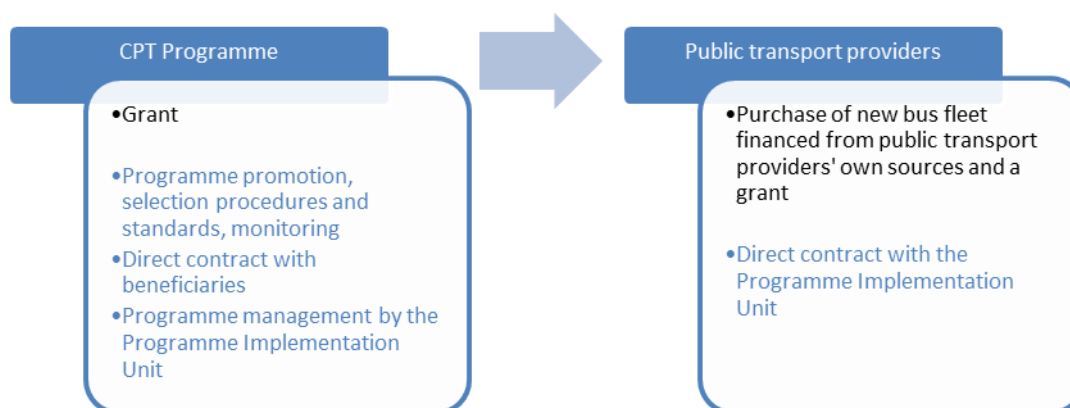 CPT Programme
•Grant
•Programme promotion,
selection procedures and
standards, monitoring
•Direct contract with
beneficiaries
•Programme management by the
Programme Implementation
Unit
Public transport providers
•Purchase of new bus fleet
financed from public transport
providers' own sources and a
grant
•Direct contract with the
Programme Implementation
Unit